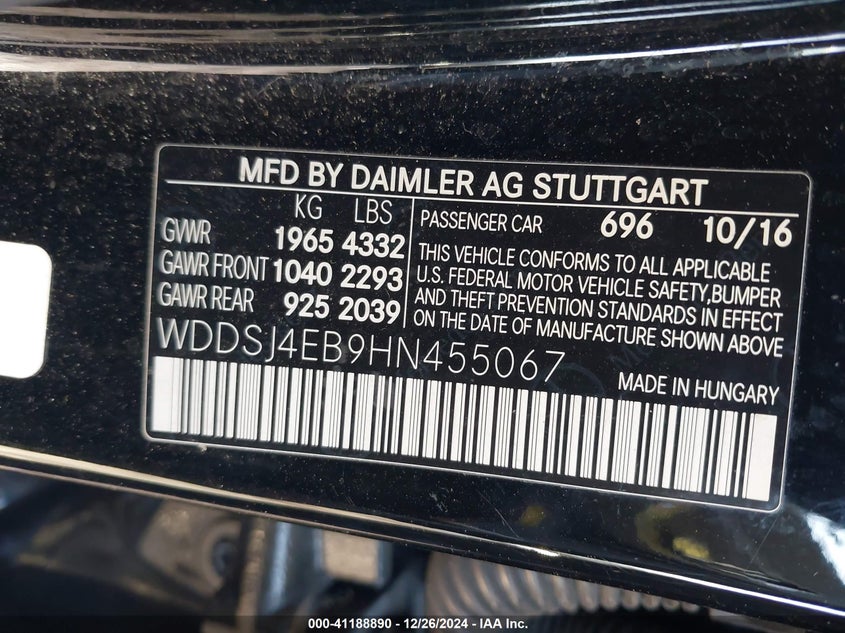 MFD BY DAIMLER AG STUTTGART
KG LBS
GVWR 1965 4332
GAWR FRONT 1040 2293
GAWR REAR 925 2039
PASSENGER CAR 696 10/16
THIS VEHICLE CONFORMS TO ALL APPLICABLE
U.S. FEDERAL MOTOR VEHICLE SAFETY,BUMPER
AND THEFT PREVENTION STANDARDS IN EFFECT
ON THE DATE OF MANUFACTURE SHOWN ABOVE
WDDSJ4EB9HN455067
MADE IN HUNGARY
000-41188890 - 12/26/2024 - IAA Inc.